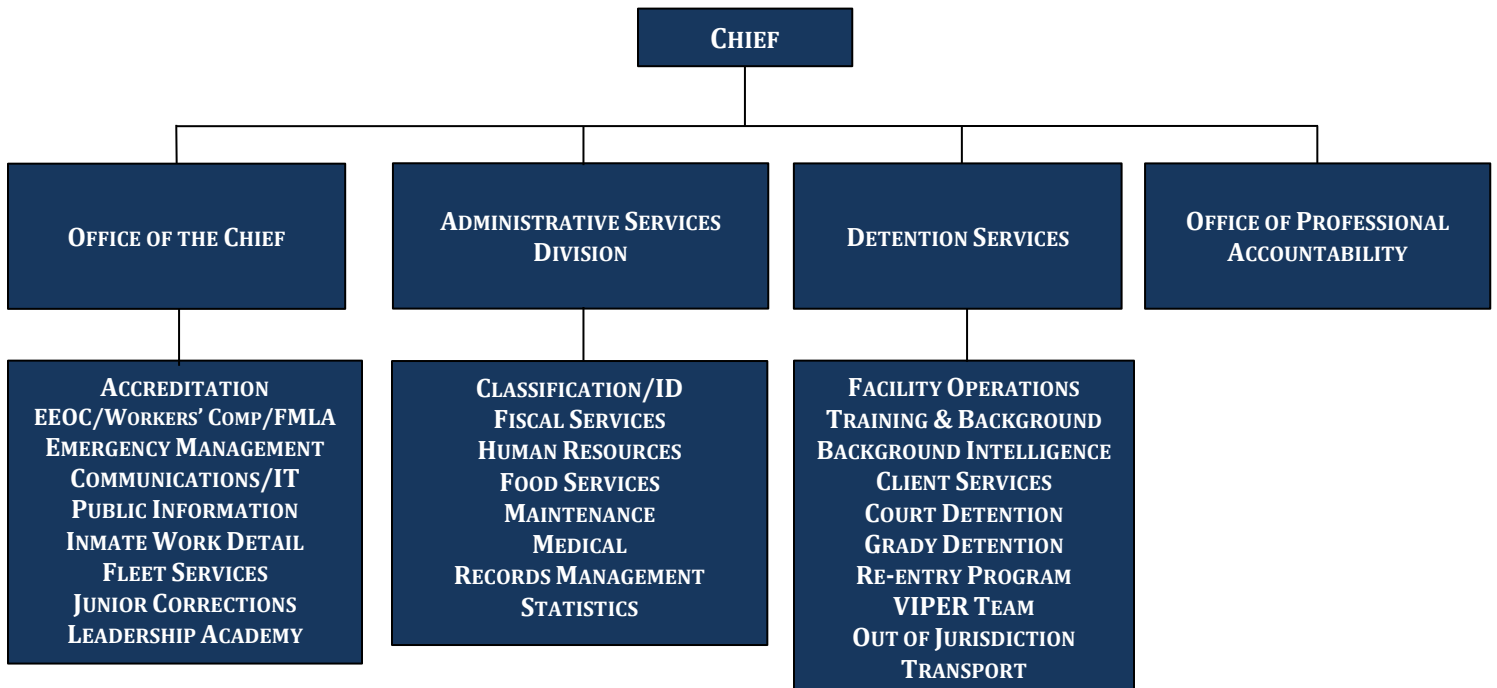 CHIEF
OFFICE OF THE CHIEF
ADMINISTRATIVE SERVICES
DIVISION
DETENTION SERVICES
OFFICE OF PROFESSIONAL
ACCOUNTABILITY
ACCREDITATION
EEOC/WORKERS' COMP/FMLA
EMERGENCY MANAGEMENT
COMMUNICATIONS/IT
PUBLIC INFORMATION
INMATE WORK DETAIL
FLEET SERVICES
JUNIOR CORRECTIONS
LEADERSHIP ACADEMY
CLASSIFICATION/ID
FISCAL SERVICES
HUMAN RESOURCES
FOOD SERVICES
MAINTENANCE
MEDICAL
RECORDS MANAGEMENT
STATISTICS
FACILITY OPERATIONS
TRAINING & BACKGROUND
BACKGROUND INTELLIGENCE
CLIENT SERVICES
COURT DETENTION
GRADY DETENTION
RE-ENTRY PROGRAM
VIPER TEAM
OUT OF JURISDICTION
TRANSPORT